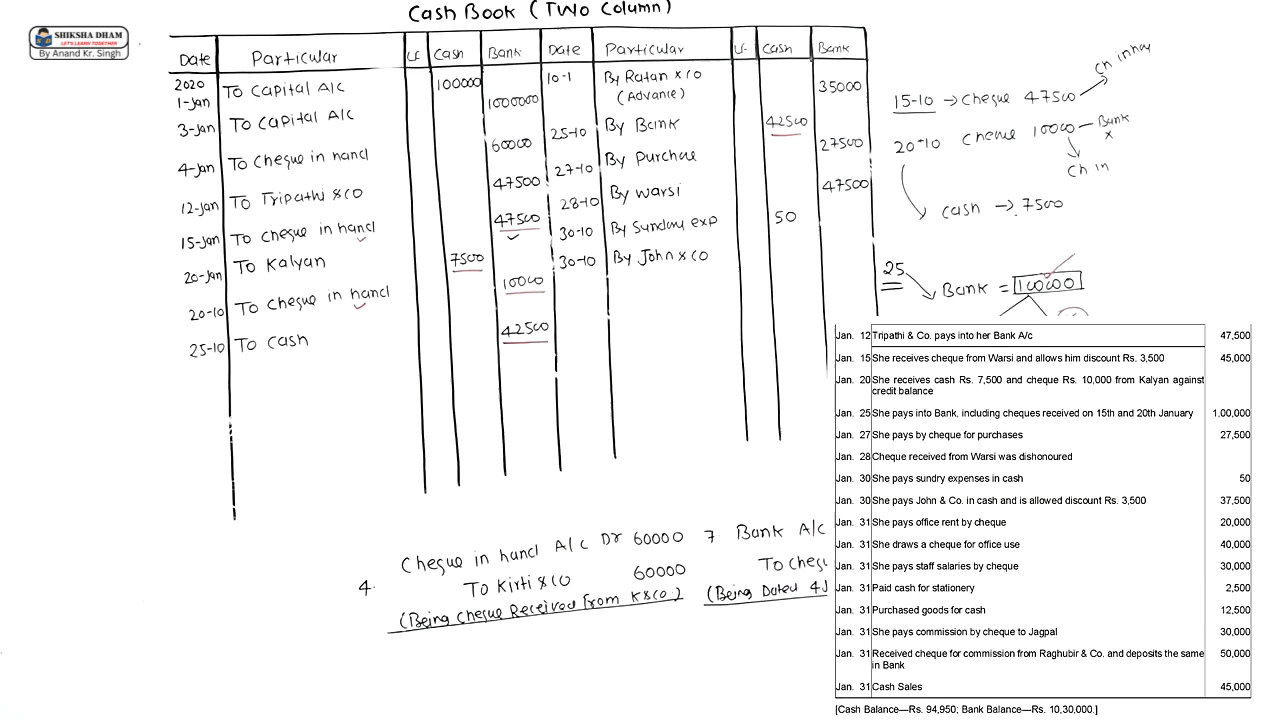 Cash Book (Two Column)
SHIKSHA DHAM
LET'S LEARN TOGETHER
By Anand Kr. Singh
Date Particular LF Cash Bank Date Particular LF Cash Bank
2020
1-Jan To Capital A/c 100000 10-1 By Ratan & Co (Advance) 35000
3-Jan To Capital A/c 1000000 25-10 By Bank 42500
4-Jan To Cheque in hand 60000 27-10 By Purchae 27500
12-Jan To Tripathi & Co 47500 28-10 By Warsi 47500
15-Jan To Cheque in hand 47500 30-10 By Sunday exp 50
20-Jan To Kalyan 7500 30-10 By John & Co
20-10 To Cheque in hand 10000
25-10 To Cash 42500
15-10 → Cheque 47500
20-10 Cheque 10000 — Bank
x
Ch in
Cash → 7500
25
Bank = 100000
Cheque in hand A/c Dr 60000 7 Bank A/c
4. To Kirti & Co 60000
(Being Cheque Received from K & Co) (Being Dated 4J
Jan. 12 Tripathi & Co. pays into her Bank A/c 47,500
Jan. 15 She receives cheque from Warsi and allows him discount Rs. 3,500 45,000
Jan. 20 She receives cash Rs. 7,500 and cheque Rs. 10,000 from Kalyan against
credit balance
Jan. 25 She pays into Bank, including cheques received on 15th and 20th January 1,00,000
Jan. 27 She pays by cheque for purchases 27,500
Jan. 28 Cheque received from Warsi was dishonoured
Jan. 30 She pays sundry expenses in cash 50
Jan. 30 She pays John & Co. in cash and is allowed discount Rs. 3,500 37,500
Jan. 31 She pays office rent by cheque 20,000
Jan. 31 She draws a cheque for office use 40,000
Jan. 31 She pays staff salaries by cheque 30,000
Jan. 31 Paid cash for stationery 2,500
Jan. 31 Purchased goods for cash 12,500
Jan. 31 She pays commission by cheque to Jagpal 30,000
Jan. 31 Received cheque for commission from Raghubir & Co. and deposits the same 50,000
in Bank
Jan. 31 Cash Sales 45,000
[Cash Balance—Rs. 94,950; Bank Balance—Rs. 10,30,000.]